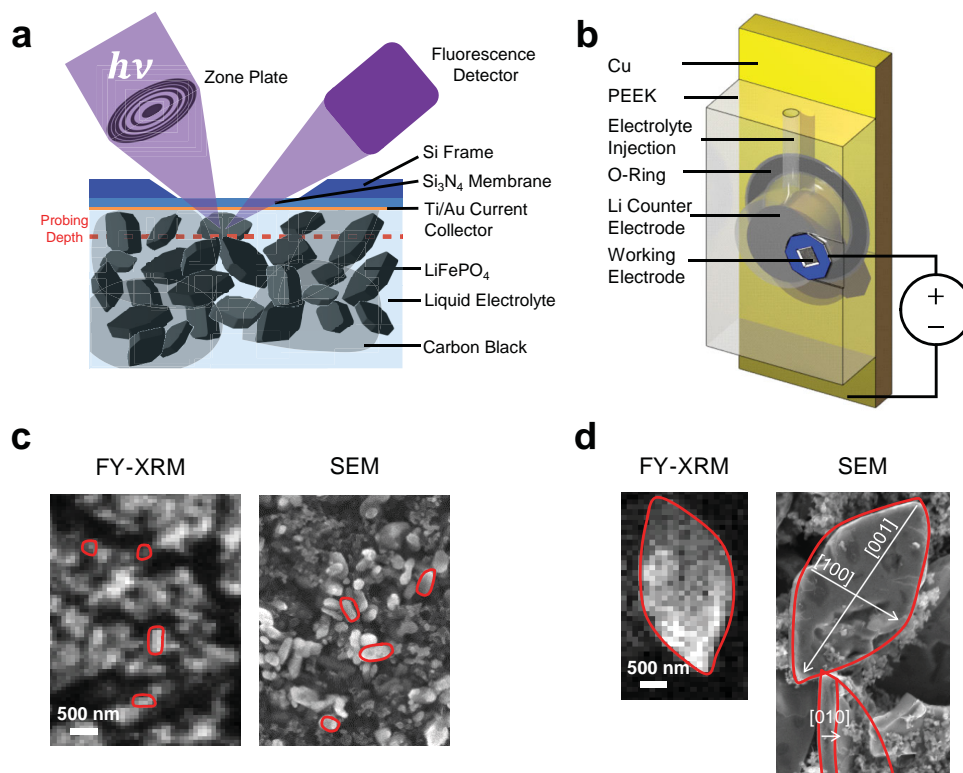 a
hν
Zone Plate
Fluorescence
Detector
Si Frame
Si₃N₄ Membrane
Ti/Au Current
Collector
Probing
Depth
LiFePO₄
Liquid Electrolyte
Carbon Black
b
Cu
PEEK
Electrolyte
Injection
O-Ring
Li Counter
Electrode
Working
Electrode
+
−
c
FY-XRM
SEM
500 nm
d
FY-XRM
SEM
500 nm
[001]
[100]
[010]